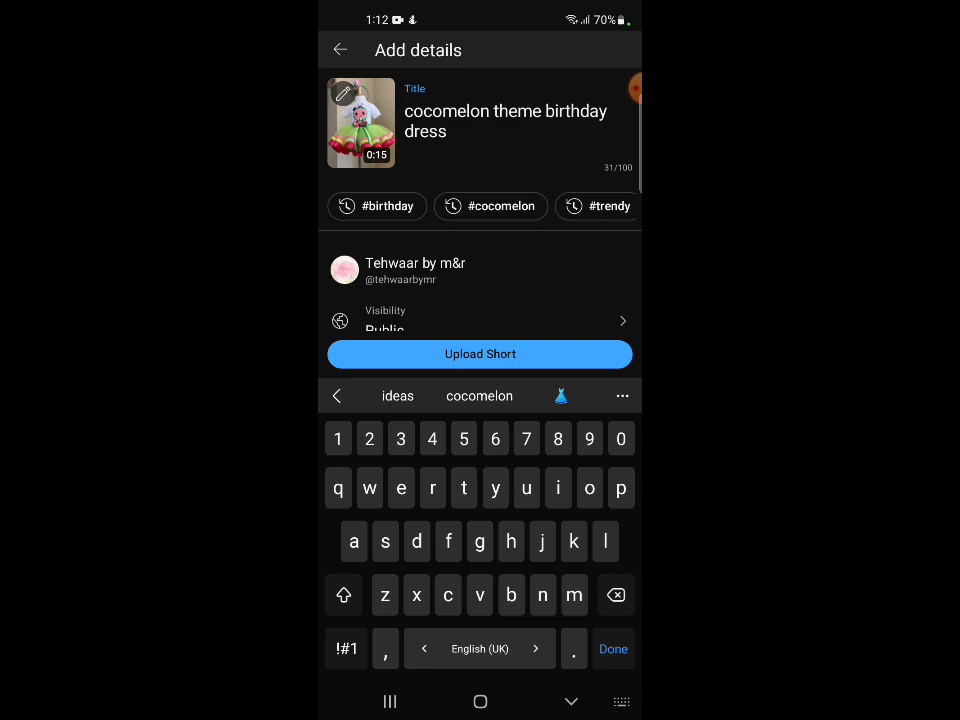 1:12 70%
Add details
Title
cocomelon theme birthday
dress
0:15
31/100
#birthday #cocomelon #trendy
Tehwaar by m&r
@tehwaarbymr
Visibility
Public
Upload Short
ideas cocomelon
1 2 3 4 5 6 7 8 9 0
q w e r t y u i o p
a s d f g h j k l
z x c v b n m
!#1 , < English (UK) > . Done